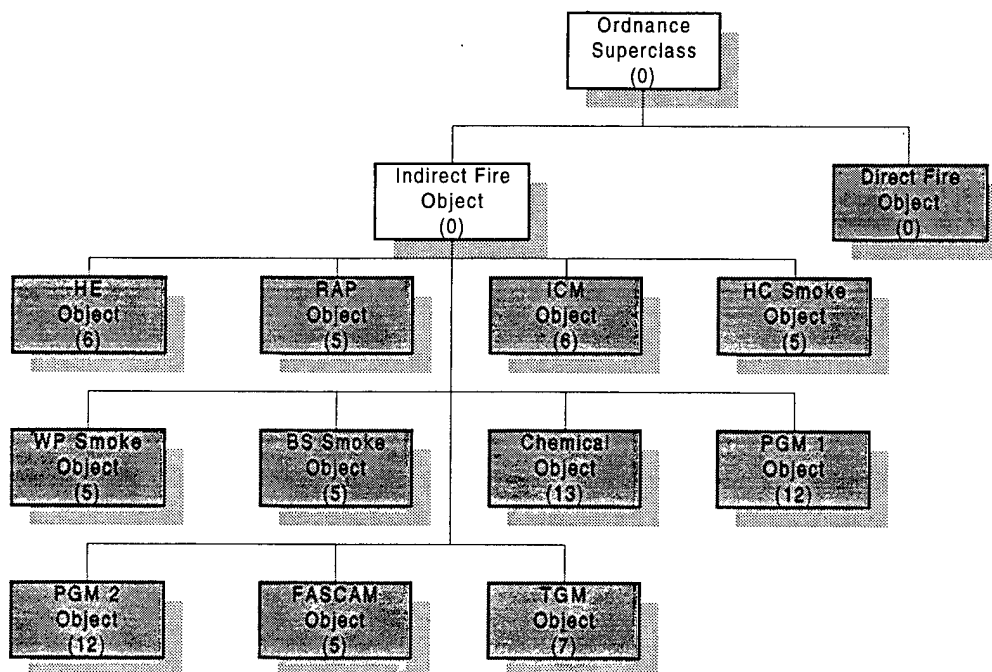 Ordnance
Superclass
(0)
Indirect Fire
Object
(0)
Direct Fire
Object
(0)
HE
Object
(6)
RAP
Object
(5)
ICM
Object
(6)
HC Smoke
Object
(5)
WP Smoke
Object
(5)
BS Smoke
Object
(5)
Chemical
Object
(13)
PGM 1
Object
(12)
PGM 2
Object
(12)
FASCAM
Object
(5)
TGM
Object
(7)